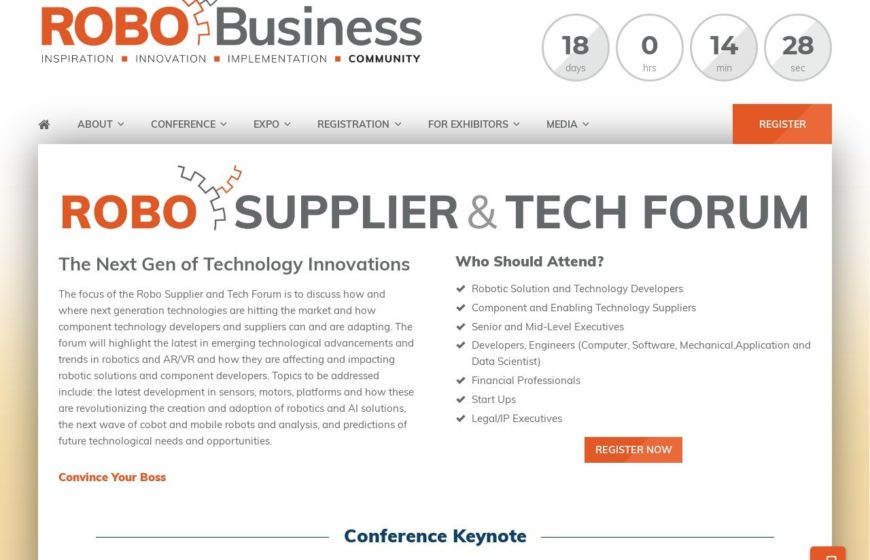 ROBO Business
INSPIRATION ■ INNOVATION ■ IMPLEMENTATION ■ COMMUNITY
18 0 14 28
days hrs min sec
ABOUT CONFERENCE EXPO REGISTRATION FOR EXHIBITORS MEDIA REGISTER
ROBO SUPPLIER & TECH FORUM
The Next Gen of Technology Innovations
The focus of the Robo Supplier and Tech Forum is to discuss how and
where next generation technologies are hitting the market and how
component technology developers and suppliers can and are adapting. The
forum will highlight the latest in emerging technological advancements and
trends in robotics and AR/VR and how they are affecting and impacting
robotic solutions and component developers. Topics to be addressed
include: the latest development in sensors, motors, platforms and how these
are revolutionizing the creation and adoption of robotics and AI solutions,
the next wave of cobot and mobile robots and analysis, and predictions of
future technological needs and opportunities.
Convince Your Boss
Who Should Attend?
Robotic Solution and Technology Developers
Component and Enabling Technology Suppliers
Senior and Mid-Level Executives
Developers, Engineers (Computer, Software, Mechanical,Application and
Data Scientist)
Financial Professionals
Start Ups
Legal/IP Executives
REGISTER NOW
Conference Keynote